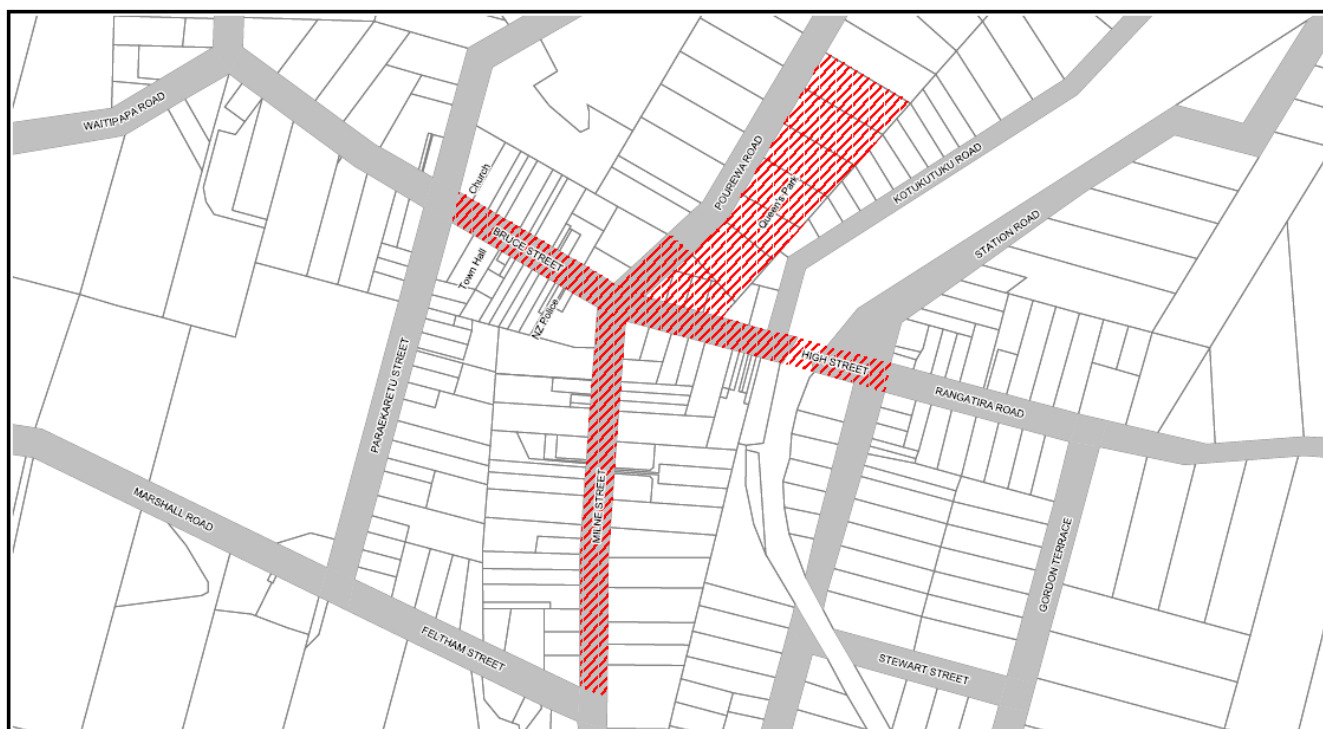 WAITIPAPA ROAD
Church
BRUCE STREET
Town Hall
NZ Police
POUREWA ROAD
Queen's Park
KOTUKUTUKU ROAD
STATION ROAD
HIGH STREET
RANGATIRA ROAD
PARAEKARETU STREET
MARSHALL ROAD
MILNE STREET
FELTHAM STREET
GORDON TERRACE
STEWART STREET